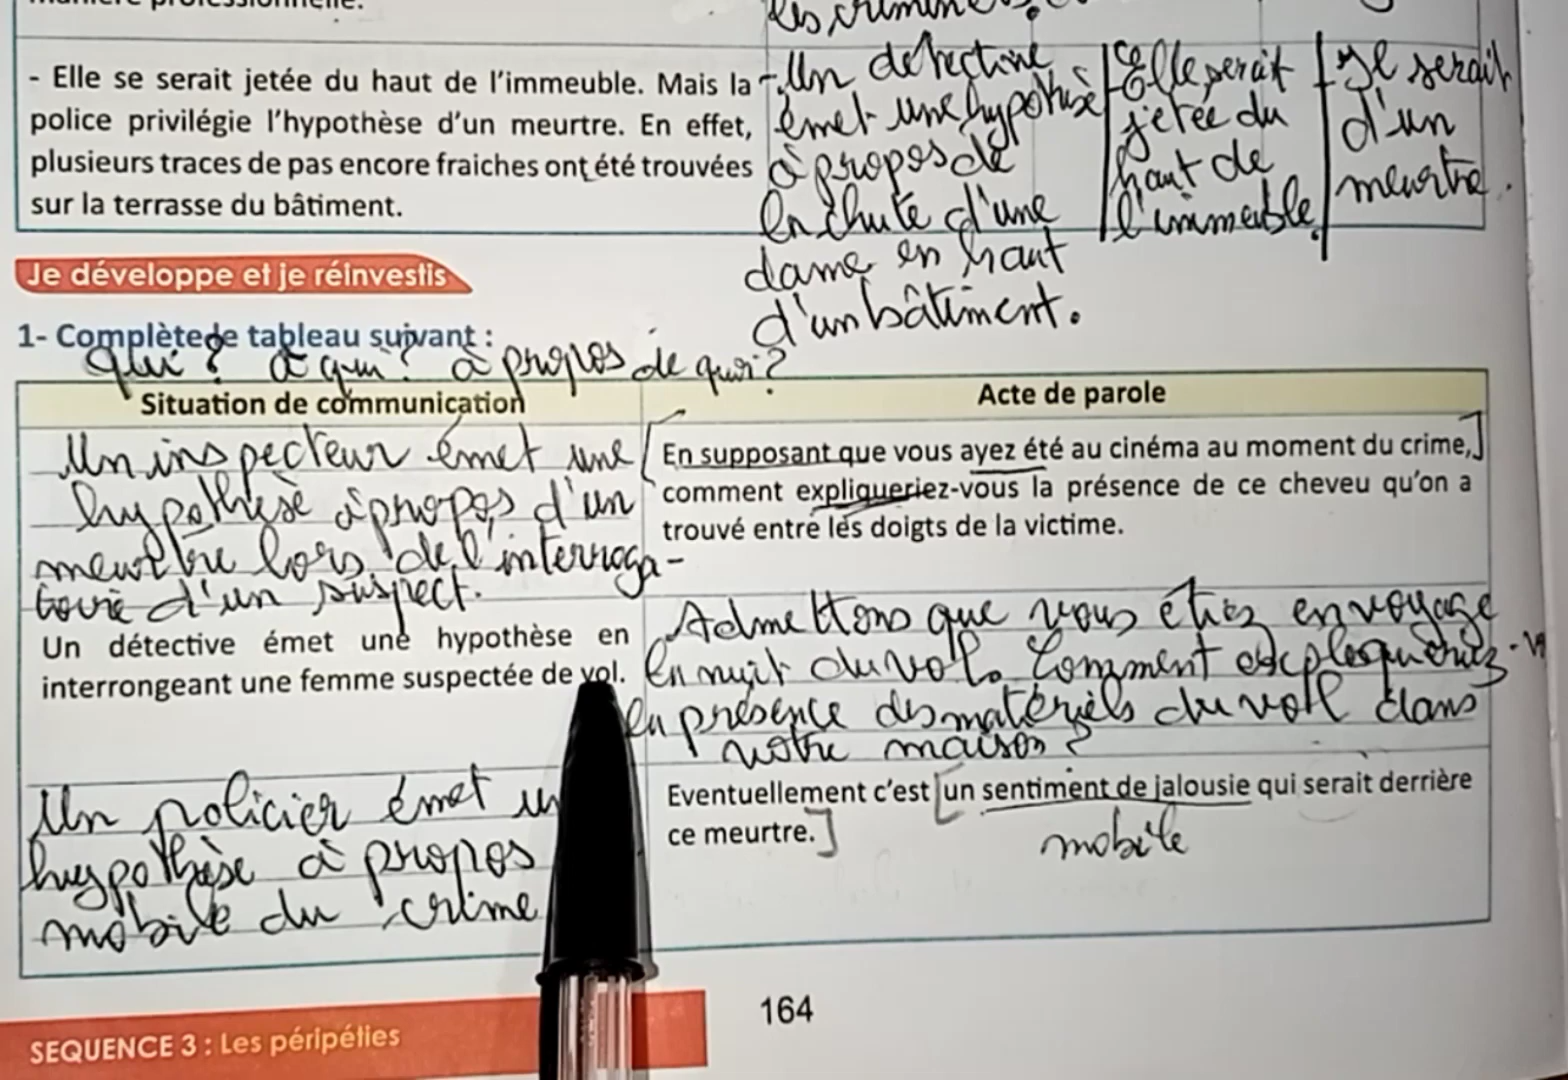 les crimin
- Elle se serait jetée du haut de l'immeuble. Mais la
police privilégie l'hypothèse d'un meurtre. En effet,
plusieurs traces de pas encore fraiches ont été trouvées
sur la terrasse du bâtiment.
- Un detective
émet une hypothèse
à propos de
la chute d'une
dame en haut
d'un bâtiment.
Elle serait
jetée du
haut de
l'immeuble.
serait
d'un
meurtre.
Je développe et je réinvestis
1- Complète le tableau suivant :
qui ? à qui ? à propos de quoi ?
Situation de communication
Acte de parole
Un inspecteur émet une
hypothèse à propos d'un
meurtre lors de l'interroga-
toire d'un suspect.
En supposant que vous ayez été au cinéma au moment du crime,
comment expliqueriez-vous la présence de ce cheveu qu'on a
trouvé entre les doigts de la victime.
Un détective émet une hypothèse en
interrongeant une femme suspectée de vol.
Admettons que vous étiez en voyage
la nuit du vol. Comment expliqueriez-vs
la présence des matériels du voll dans
votre maison ?
Un policier émet un
hypothèse à propos
mobile du crime
Eventuellement c'est [un sentiment de jalousie qui serait derrière
ce meurtre.]
mobile
164
SEQUENCE 3 : Les péripéties